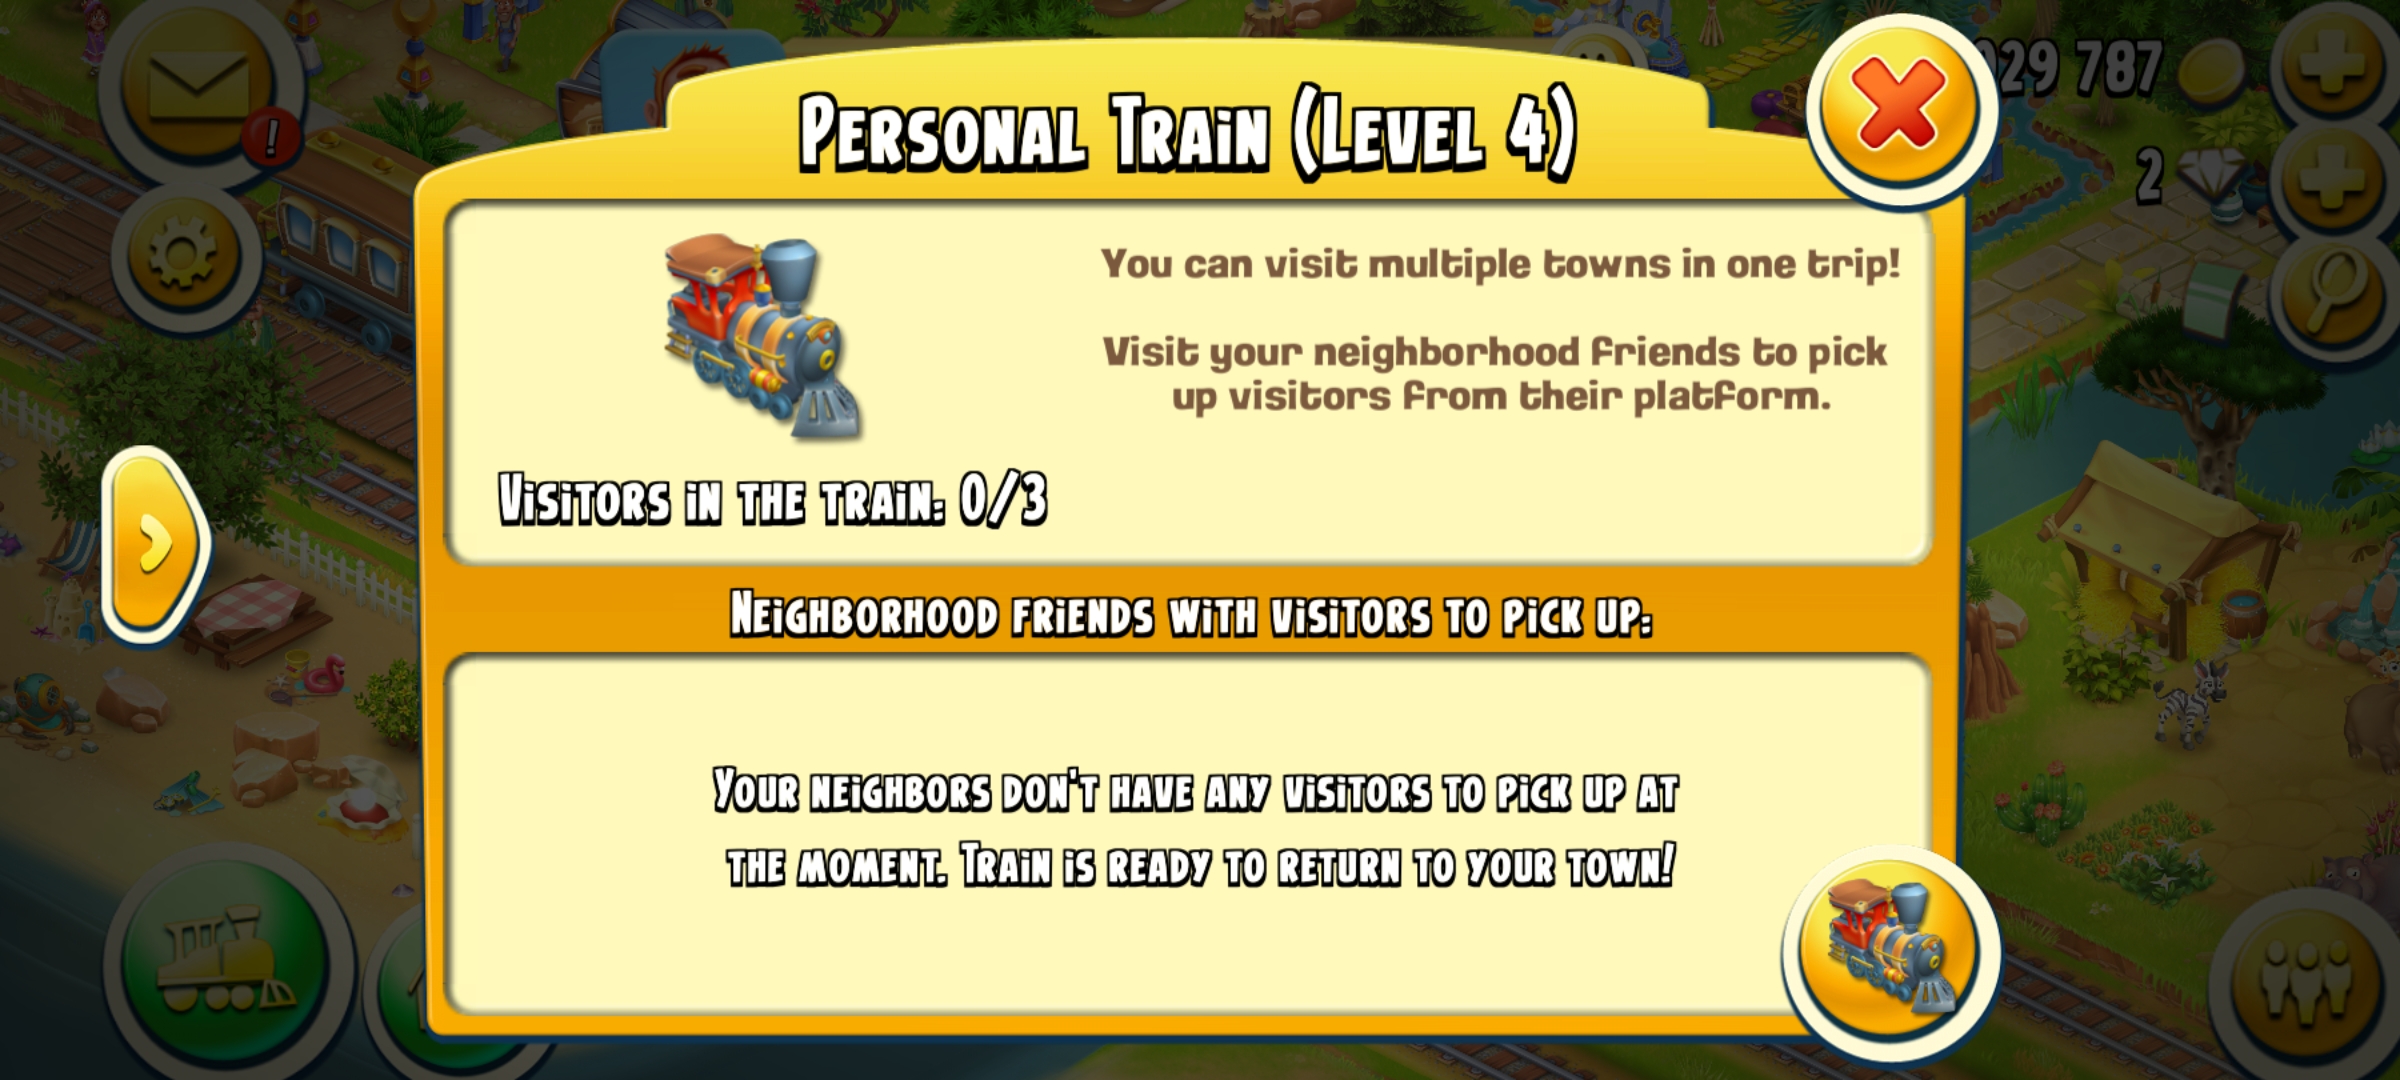 PERSONAL TRAIN (LEVEL 4)
You can visit multiple towns in one trip!
Visit your neighborhood friends to pick
up visitors from their platform.
VISITORS IN THE TRAIN: 0/3
NEIGHBORHOOD FRIENDS WITH VISITORS TO PICK UP:
YOUR NEIGHBORS DON'T HAVE ANY VISITORS TO PICK UP AT
THE MOMENT. TRAIN IS READY TO RETURN TO YOUR TOWN!
!
29 787
2